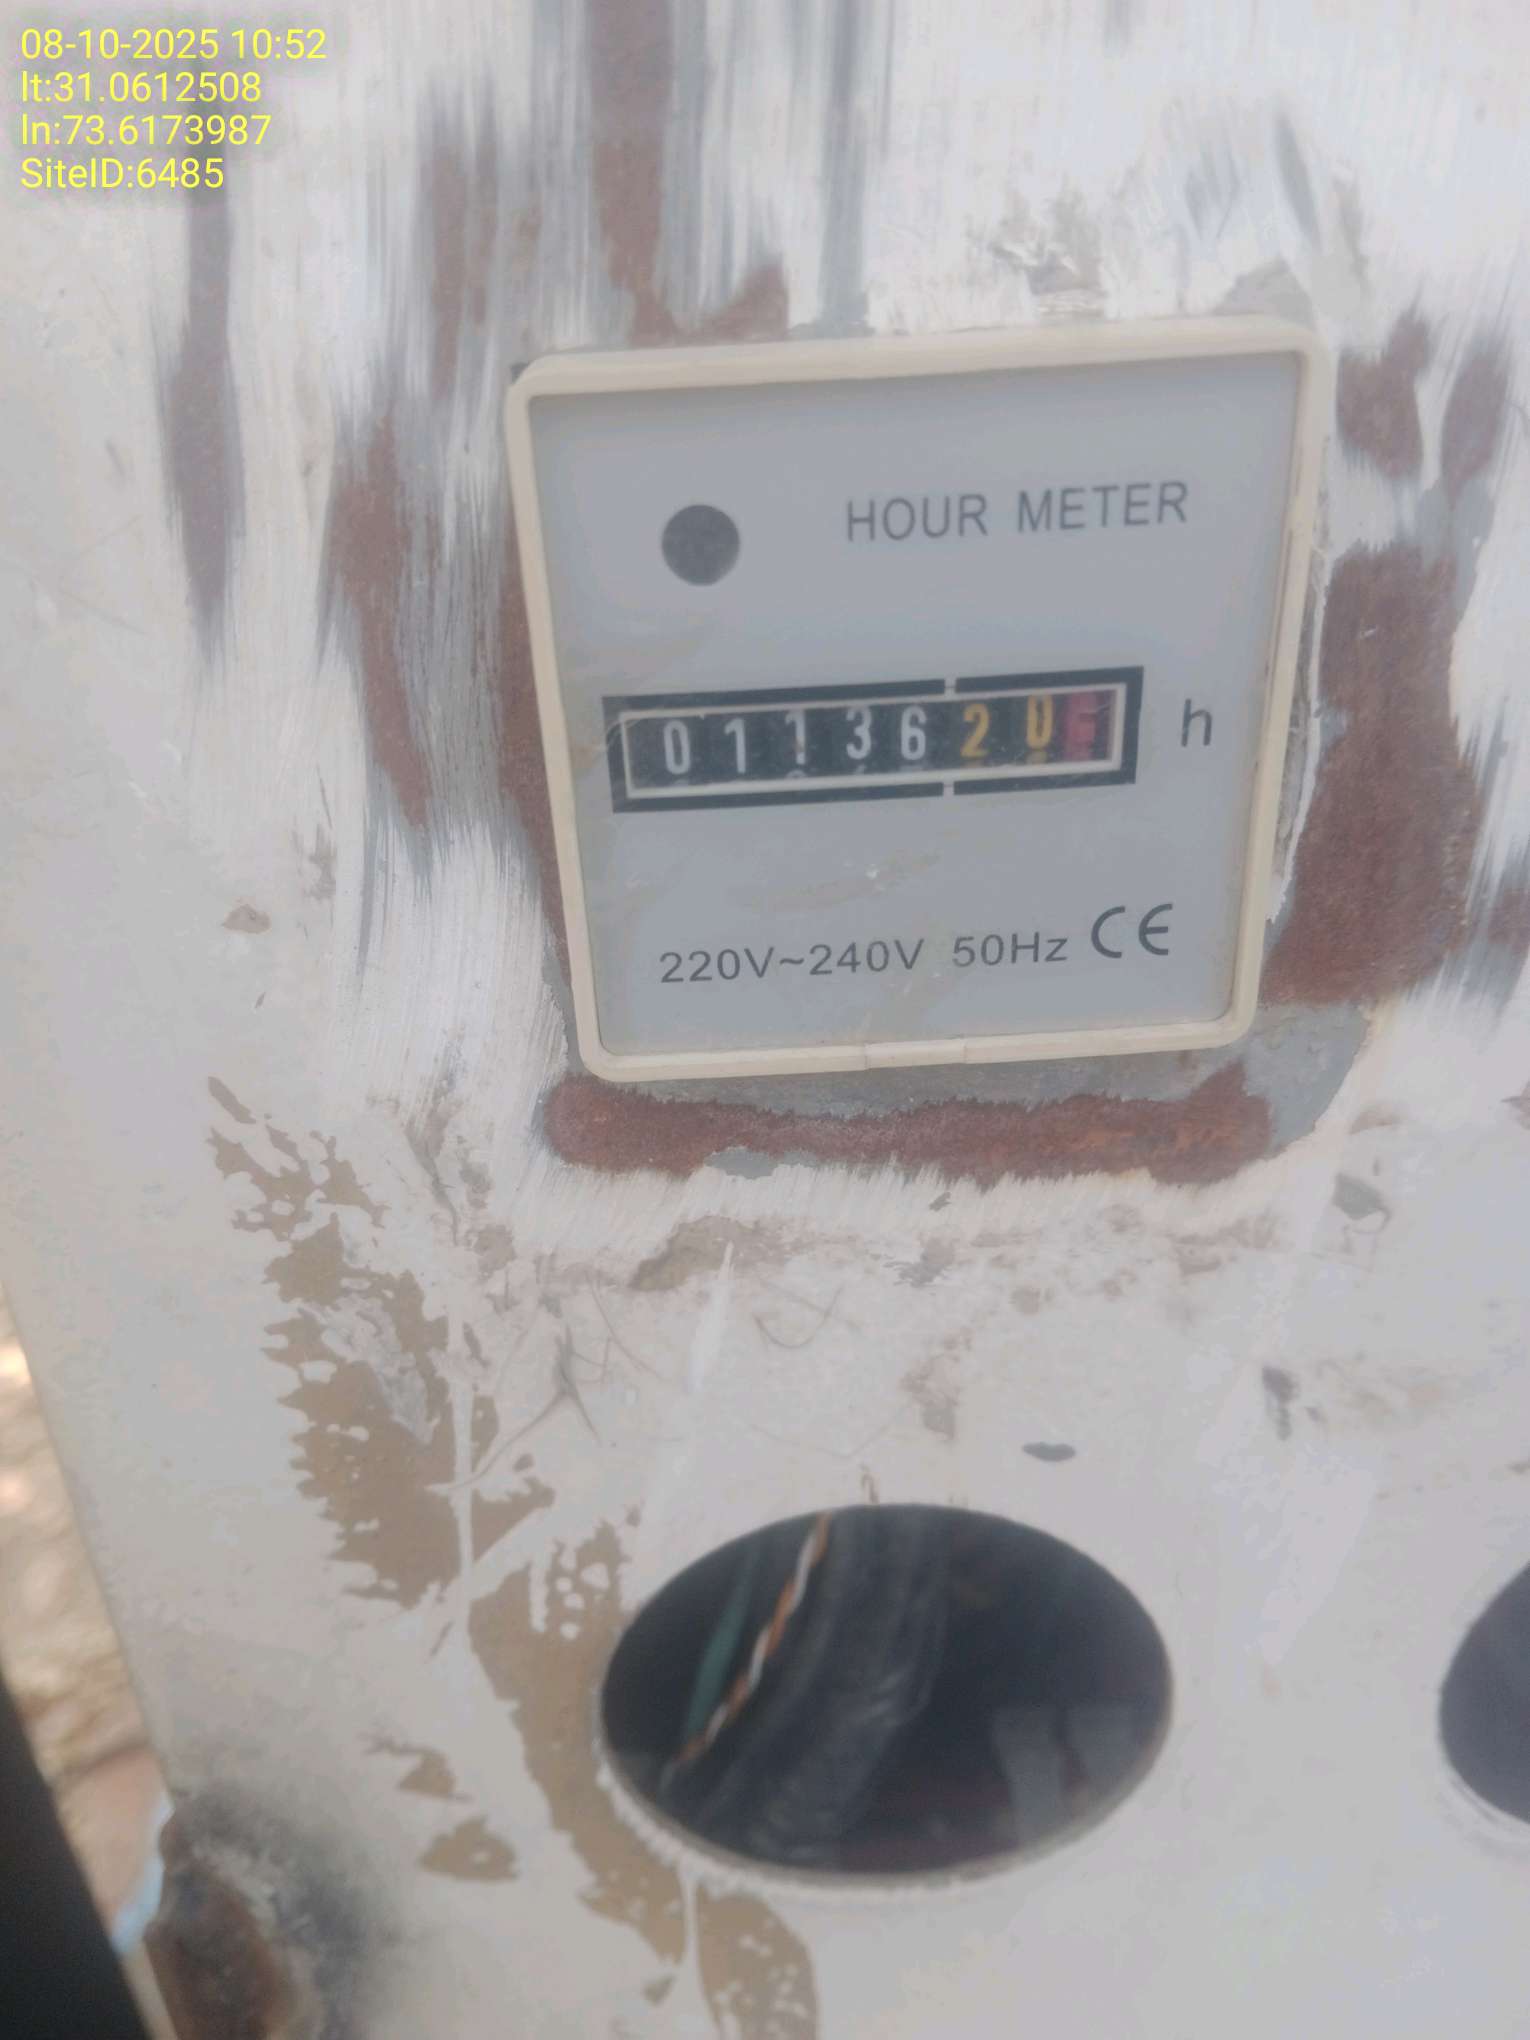 08-10-2025 10:52
lt:31.0612508
ln:73.6173987
SiteID:6485
HOUR METER
0113620 h
220V~240V 50Hz CE